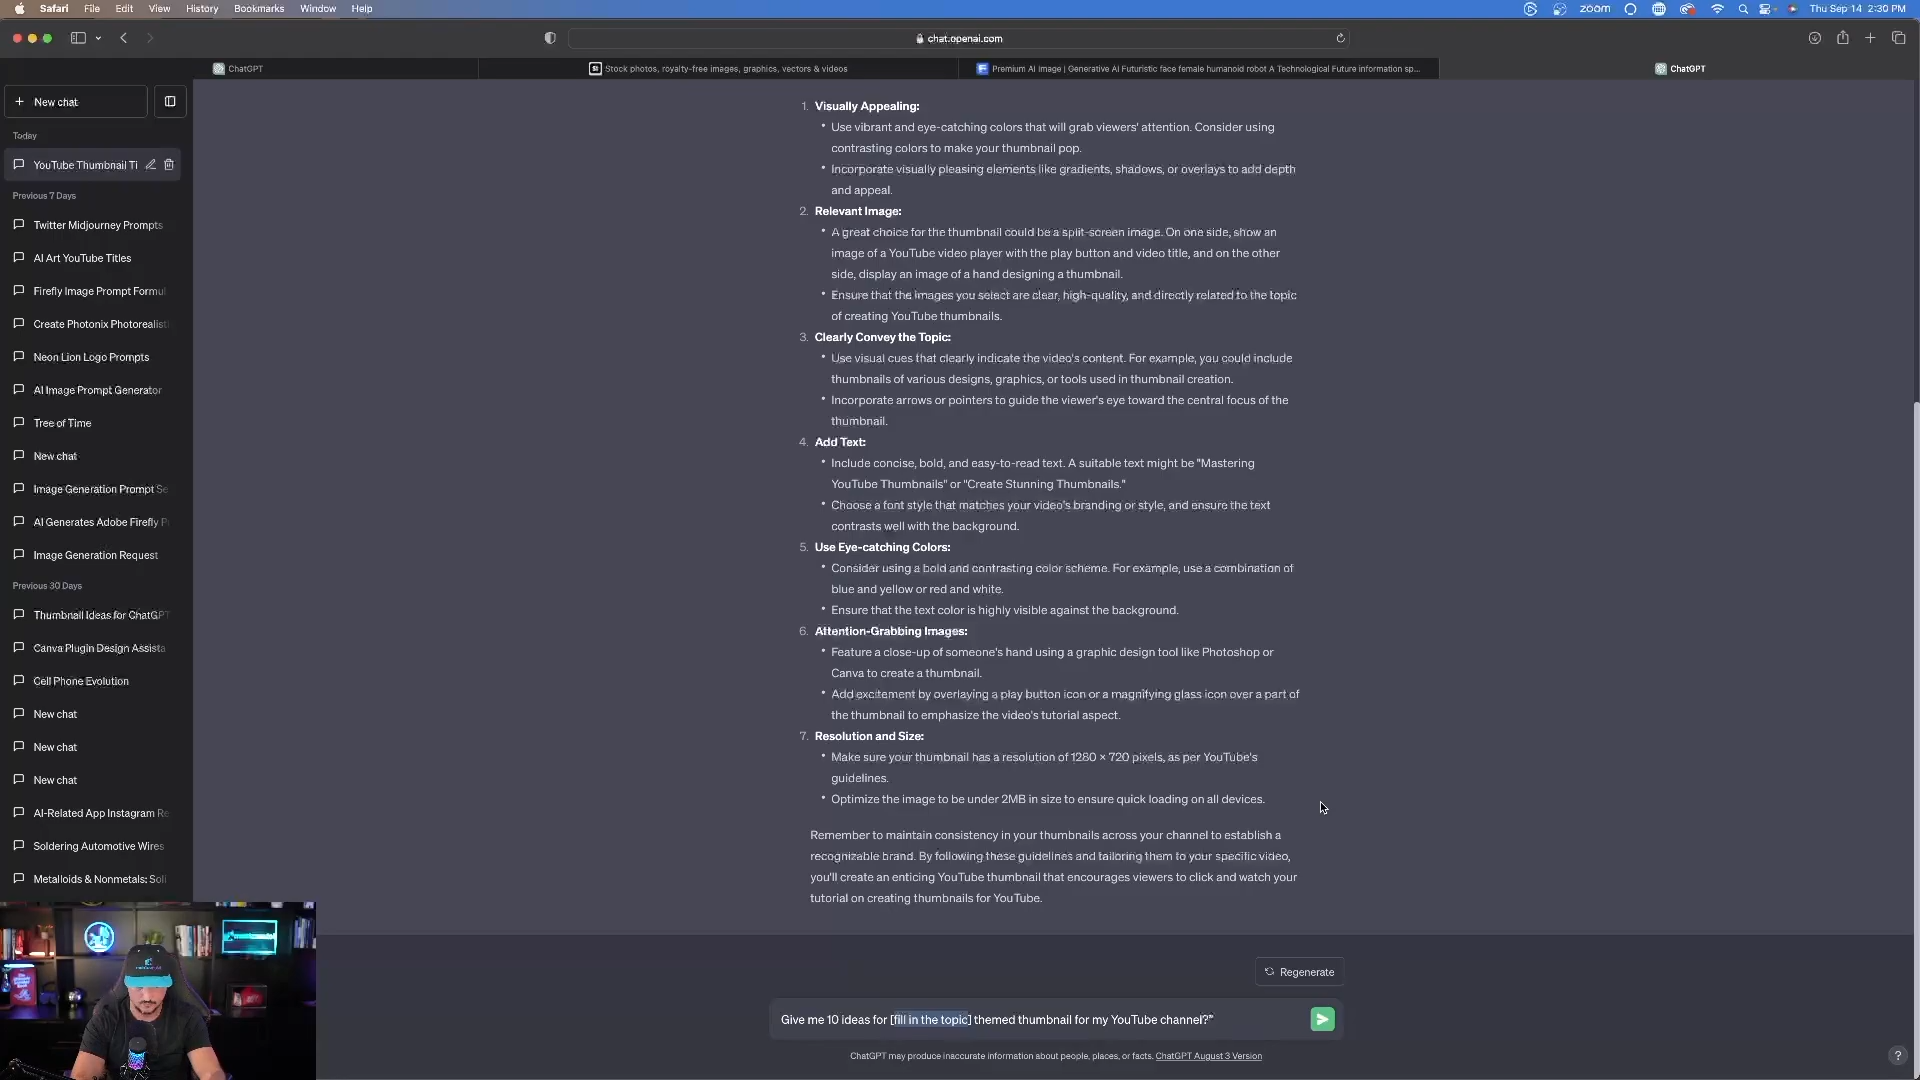 Safari File Edit View History Bookmarks Window Help
zoom
Thu Sep 14 2:30 PM
chat.openai.com
ChatGPT
Stock photos, royalty-free images, graphics, vectors & videos
Premium AI Image | Generative AI Futuristic face female humanoid robot A Technological Future information sp...
ChatGPT
New chat
Today
YouTube Thumbnail Ti
Previous 7 Days
Twitter Midjourney Prompts
AI Art YouTube Titles
Firefly Image Prompt Formul
Create Photonix Photorealist
Neon Lion Logo Prompts
AI Image Prompt Generator
Tree of Time
New chat
Image Generation Prompt Se
AI Generates Adobe Firefly P
Image Generation Request
Previous 30 Days
Thumbnail Ideas for ChatGPT
Canva Plugin Design Assista
Cell Phone Evolution
New chat
New chat
New chat
AI-Related App Instagram Re
Soldering Automotive Wires
Metalloids & Nonmetals: Soli
1. Visually Appealing:
• Use vibrant and eye-catching colors that will grab viewers' attention. Consider using
contrasting colors to make your thumbnail pop.
• Incorporate visually pleasing elements like gradients, shadows, or overlays to add depth
and appeal.
2. Relevant Image:
• A great choice for the thumbnail could be a split-screen image. On one side, show an
image of a YouTube video player with the play button and video title, and on the other
side, display an image of a hand designing a thumbnail.
• Ensure that the images you select are clear, high-quality, and directly related to the topic
of creating YouTube thumbnails.
3. Clearly Convey the Topic:
• Use visual cues that clearly indicate the video's content. For example, you could include
thumbnails of various designs, graphics, or tools used in thumbnail creation.
• Incorporate arrows or pointers to guide the viewer's eye toward the central focus of the
thumbnail.
4. Add Text:
• Include concise, bold, and easy-to-read text. A suitable text might be "Mastering
YouTube Thumbnails" or "Create Stunning Thumbnails."
• Choose a font style that matches your video's branding or style, and ensure the text
contrasts well with the background.
5. Use Eye-catching Colors:
• Consider using a bold and contrasting color scheme. For example, use a combination of
blue and yellow or red and white.
• Ensure that the text color is highly visible against the background.
6. Attention-Grabbing Images:
• Feature a close-up of someone's hand using a graphic design tool like Photoshop or
Canva to create a thumbnail.
• Add excitement by overlaying a play button icon or a magnifying glass icon over a part of
the thumbnail to emphasize the video's tutorial aspect.
7. Resolution and Size:
• Make sure your thumbnail has a resolution of 1280 × 720 pixels, as per YouTube's
guidelines.
• Optimize the image to be under 2MB in size to ensure quick loading on all devices.
Remember to maintain consistency in your thumbnails across your channel to establish a
recognizable brand. By following these guidelines and tailoring them to your specific video,
you'll create an enticing YouTube thumbnail that encourages viewers to click and watch your
tutorial on creating thumbnails for YouTube.
Regenerate
Give me 10 ideas for [fill in the topic] themed thumbnail for my YouTube channel?"
ChatGPT may produce inaccurate information about people, places, or facts. ChatGPT August 3 Version
?